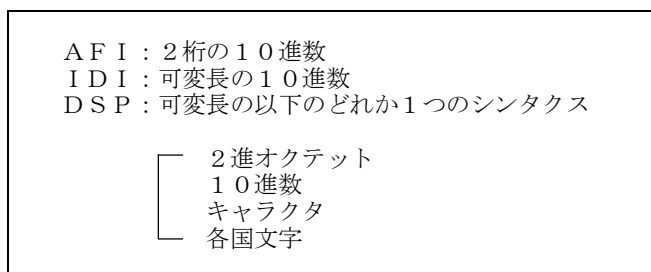 ＡＦＩ：２桁の１０進数
ＩＤＩ：可変長の１０進数
ＤＳＰ：可変長の以下のどれか１つのシンタクス
２進オクテット
１０進数
キャラクタ
各国文字